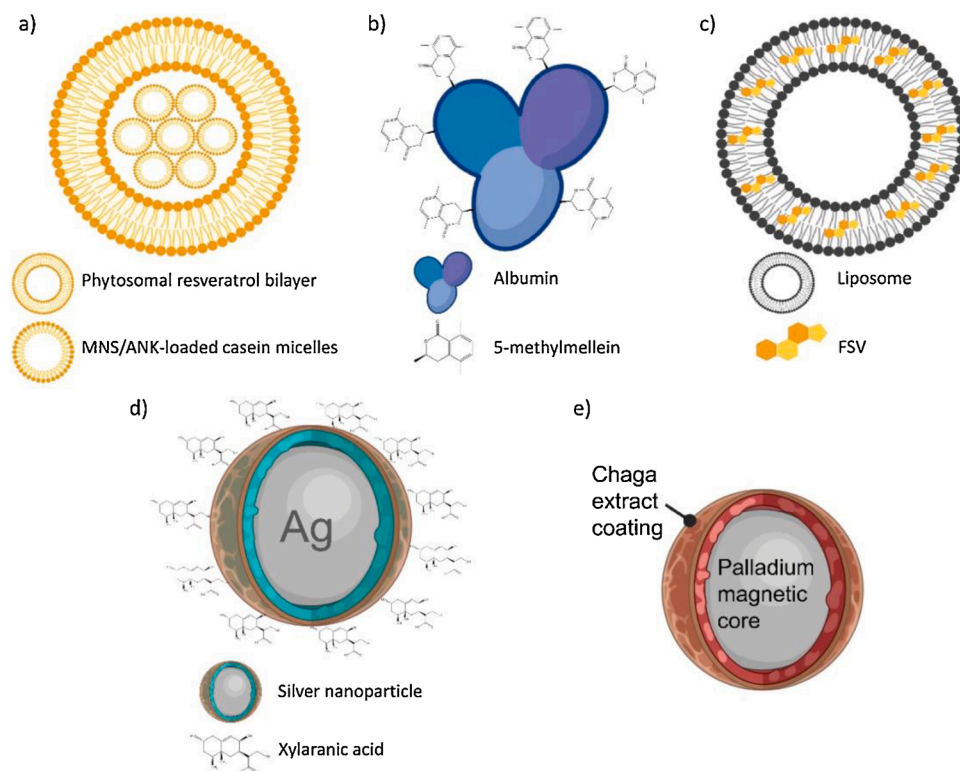 a)
b)
c)
Phytosomal resveratrol bilayer
MNS/ANK-loaded casein micelles
Albumin
5-methylmellein
Liposome
FSV
d)
Ag
Silver nanoparticle
Xylaranic acid
e)
Chaga
extract
coating
Palladium
magnetic
core